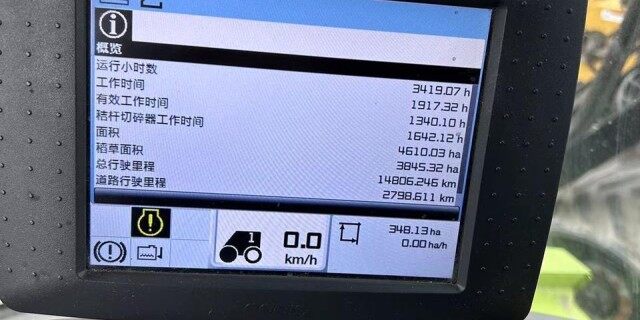 概览
运行小时数 3419.07 h
工作时间 1917.32 h
有效工作时间 1340.10 h
秸秆切碎器工作时间 1642.12 h
面积 4610.03 ha
稻草面积 3845.32 ha
总行驶里程 14806.246 km
道路行驶里程 2798.611 km
1 0.0 km/h
348.13 ha
0.00 ha/h